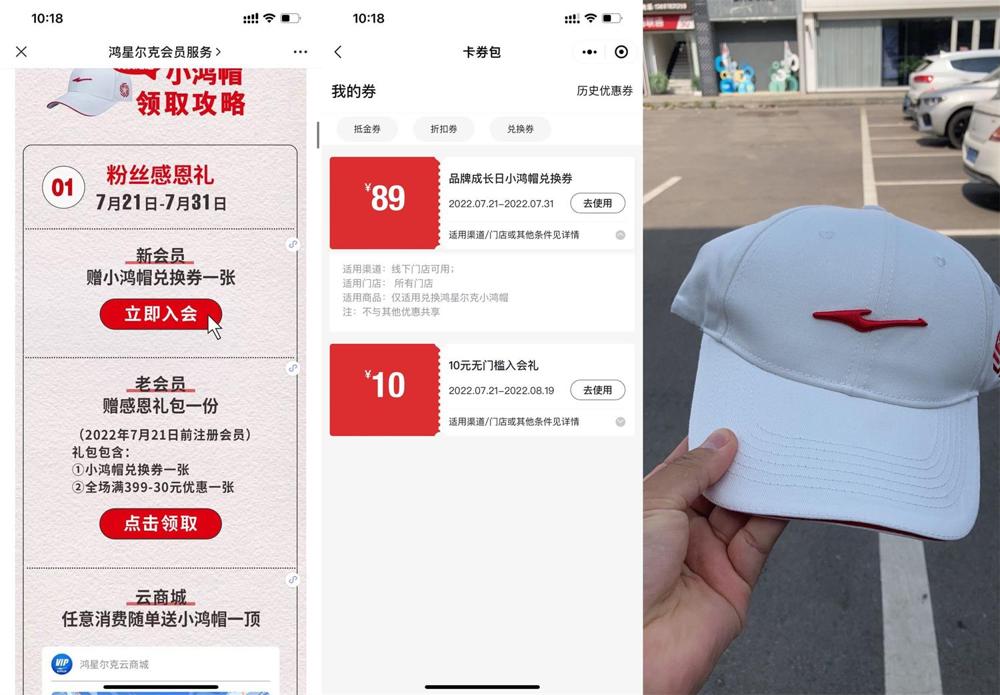 10:18
鸿星尔克会员服务
小鸿帽
领取攻略
01
粉丝感恩礼
7月21日-7月31日
新会员
赠小鸿帽兑换券一张
立即入会
老会员
赠感恩礼包一份
（2022年7月21日前注册会员）
礼包包含：
①小鸿帽兑换券一张
②全场满399-30元优惠一张
点击领取
云商城
任意消费随单送小鸿帽一顶
VIP
鸿星尔克云商城
10:18
卡券包
我的券
历史优惠券
抵金券
折扣券
兑换券
¥89
品牌成长日小鸿帽兑换券
2022.07.21-2022.07.31
去使用
适用渠道/门店或其他条件见详情
适用渠道：线下门店可用；
适用门店： 所有门店
适用商品：仅适用兑换鸿星尔克小鸿帽
注：不与其他优惠共享
¥10
10元无门槛入会礼
2022.07.21-2022.08.19
去使用
适用渠道/门店或其他条件见详情